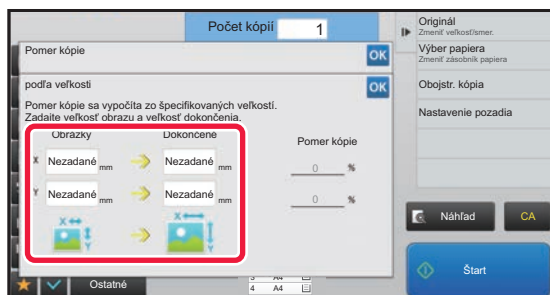 Počet kópií 1
Pomer kópie
OK
podľa veľkosti
OK
Pomer kópie sa vypočíta zo špecifikovaných veľkostí.
Zadajte veľkosť obrazu a veľkosť dokončenia.
Obrázky Dokončené
Pomer kópie
X Nezadané mm Nezadané mm 0 %
Y Nezadané mm Nezadané mm 0 %
X X
Y Y
Ostatné
3 A4
4 A4
Originál
Zmeniť veľkosť/smer.
Výber papiera
Zmeniť zásobník papiera
Obojstr. kópia
Nastavenie pozadia
Náhľad CA
Štart